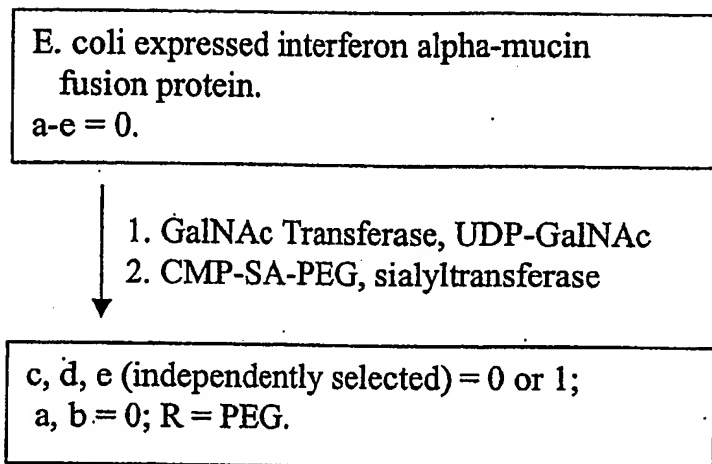 E. coli expressed interferon alpha-mucin
fusion protein.
a-e = 0.
1. GalNAc Transferase, UDP-GalNAc
2. CMP-SA-PEG, sialyltransferase
c, d, e (independently selected) = 0 or 1;
a, b = 0; R = PEG.